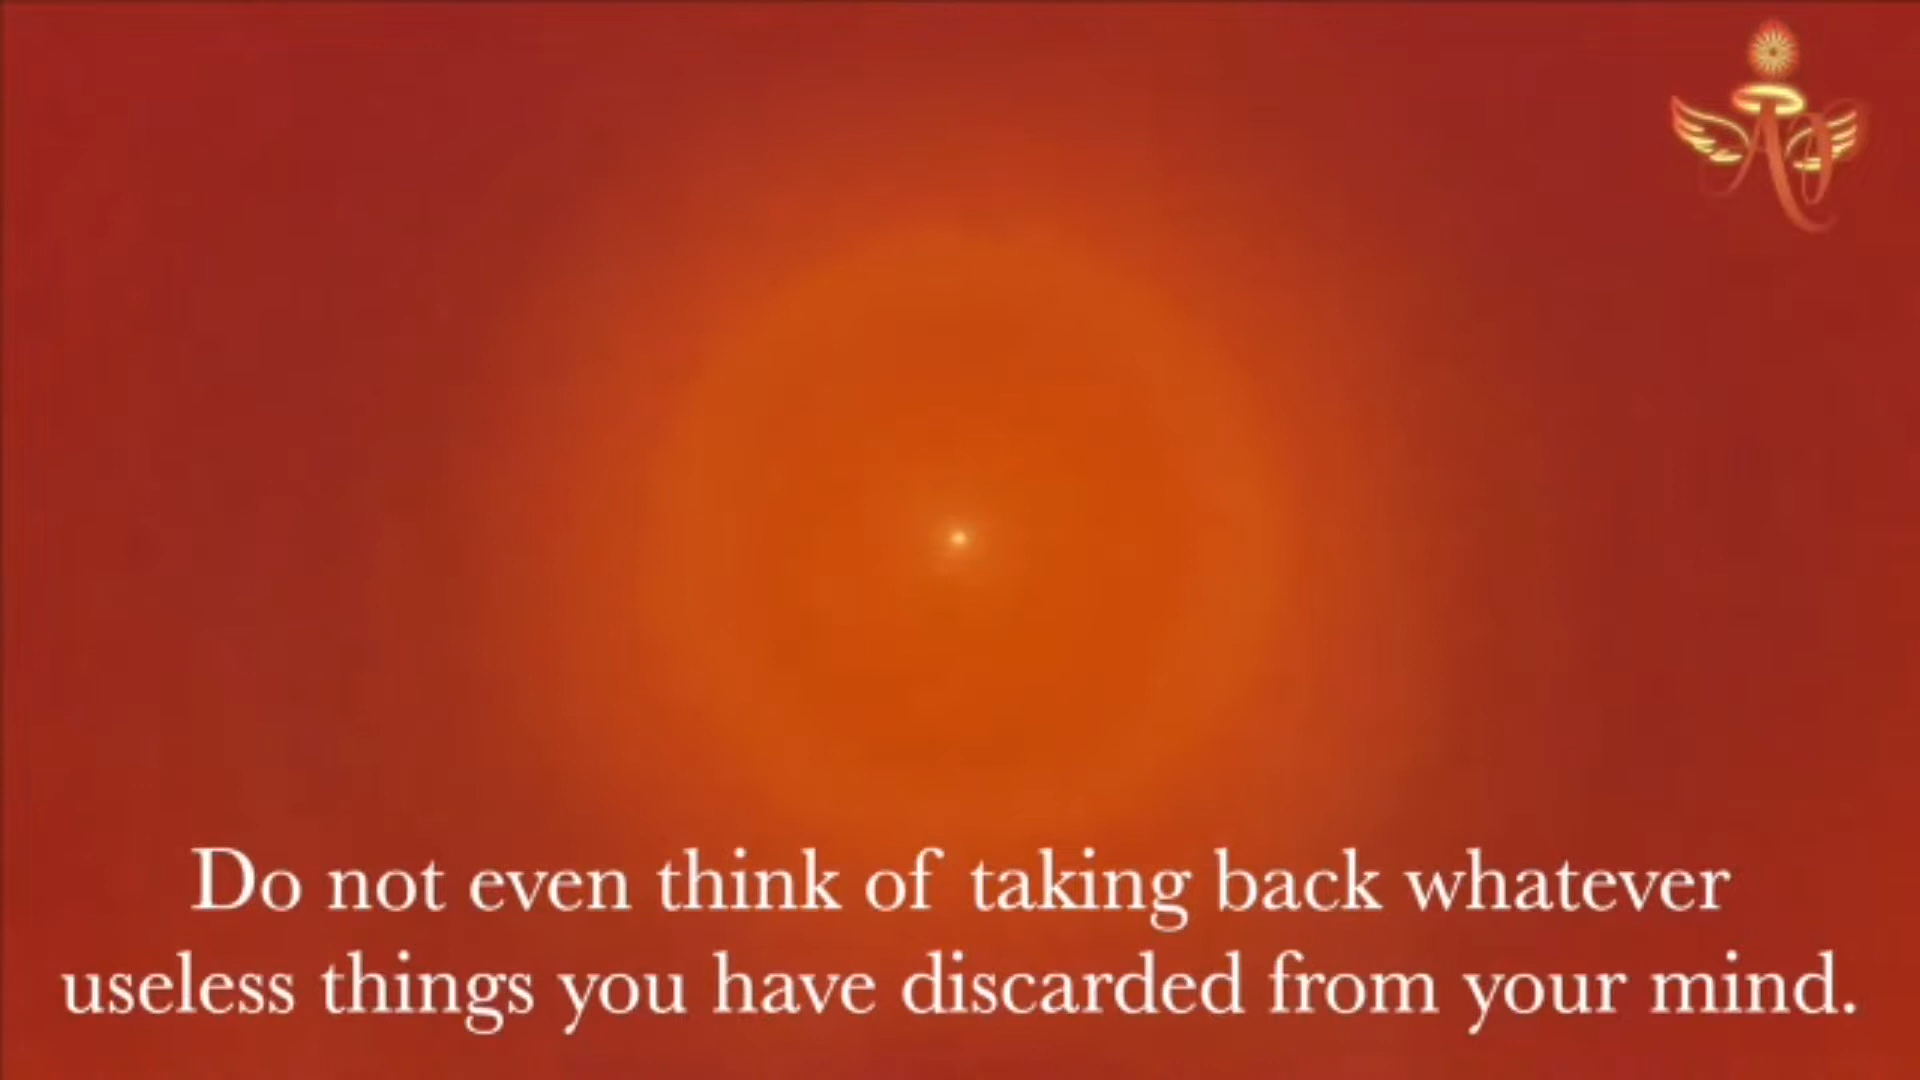 Do not even think of taking back whatever
useless things you have discarded from your mind.